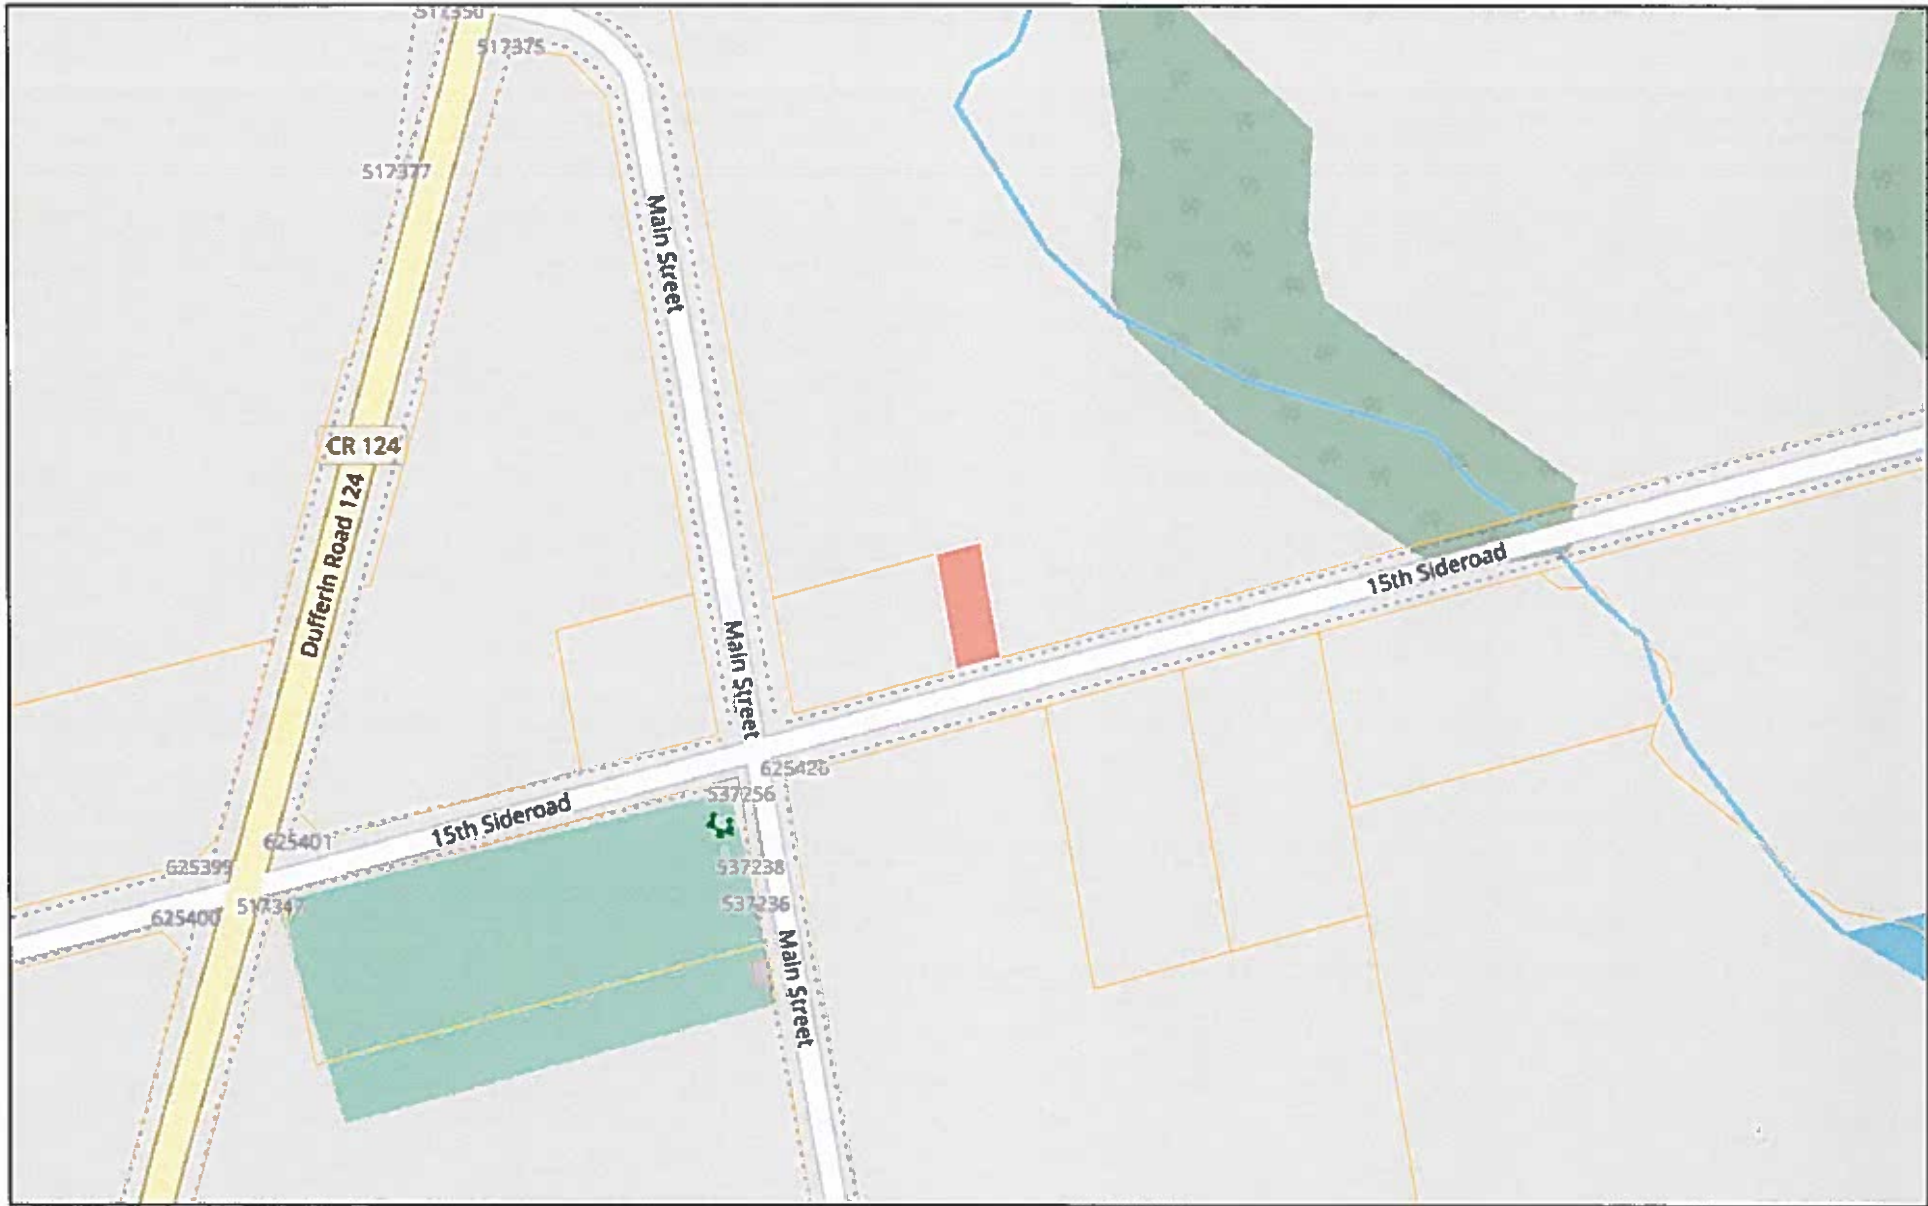 517350
517375
517377
Main Street
CR 124
Dufferin Road 124
15th Sideroad
Main Street
625426
537256
15th Sideroad
625401
625399
537238
537236
517347
625400
Main Street